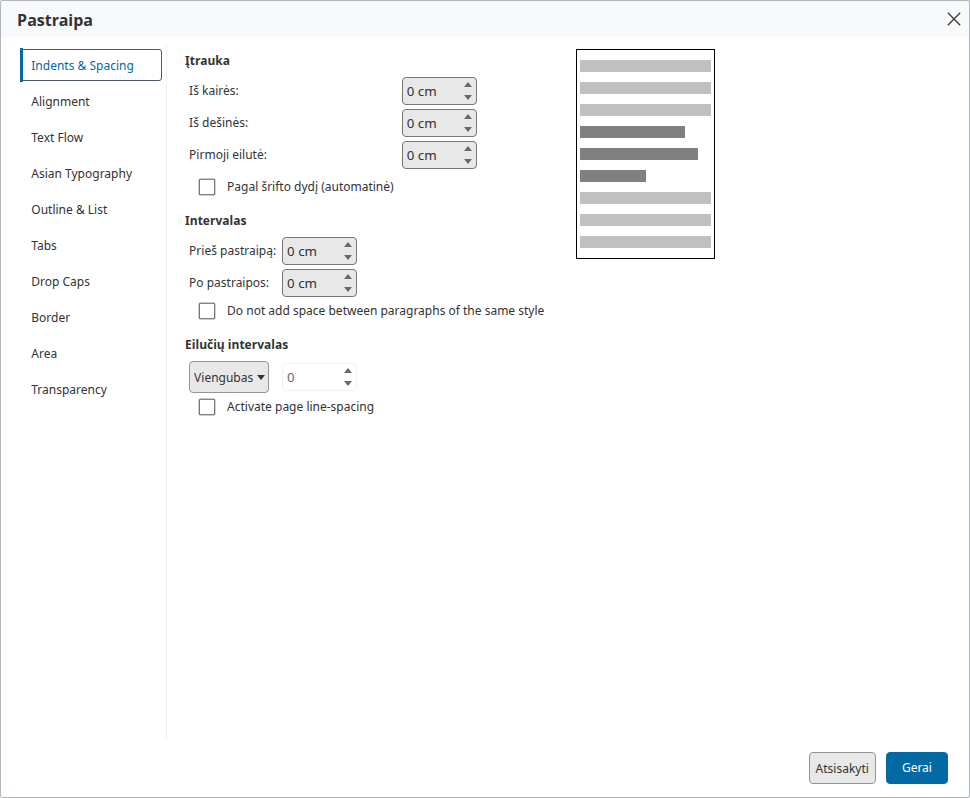 Pastraipa
Indents & Spacing
Alignment
Text Flow
Asian Typography
Outline & List
Tabs
Drop Caps
Border
Area
Transparency
Įtrauka
Iš kairės: 0 cm
Iš dešinės: 0 cm
Pirmoji eilutė: 0 cm
Pagal šrifto dydį (automatinė)
Intervalas
Prieš pastraipą: 0 cm
Po pastraipos: 0 cm
Do not add space between paragraphs of the same style
Eilučių intervalas
Viengubas 0
Activate page line-spacing
Atsisakyti Gerai